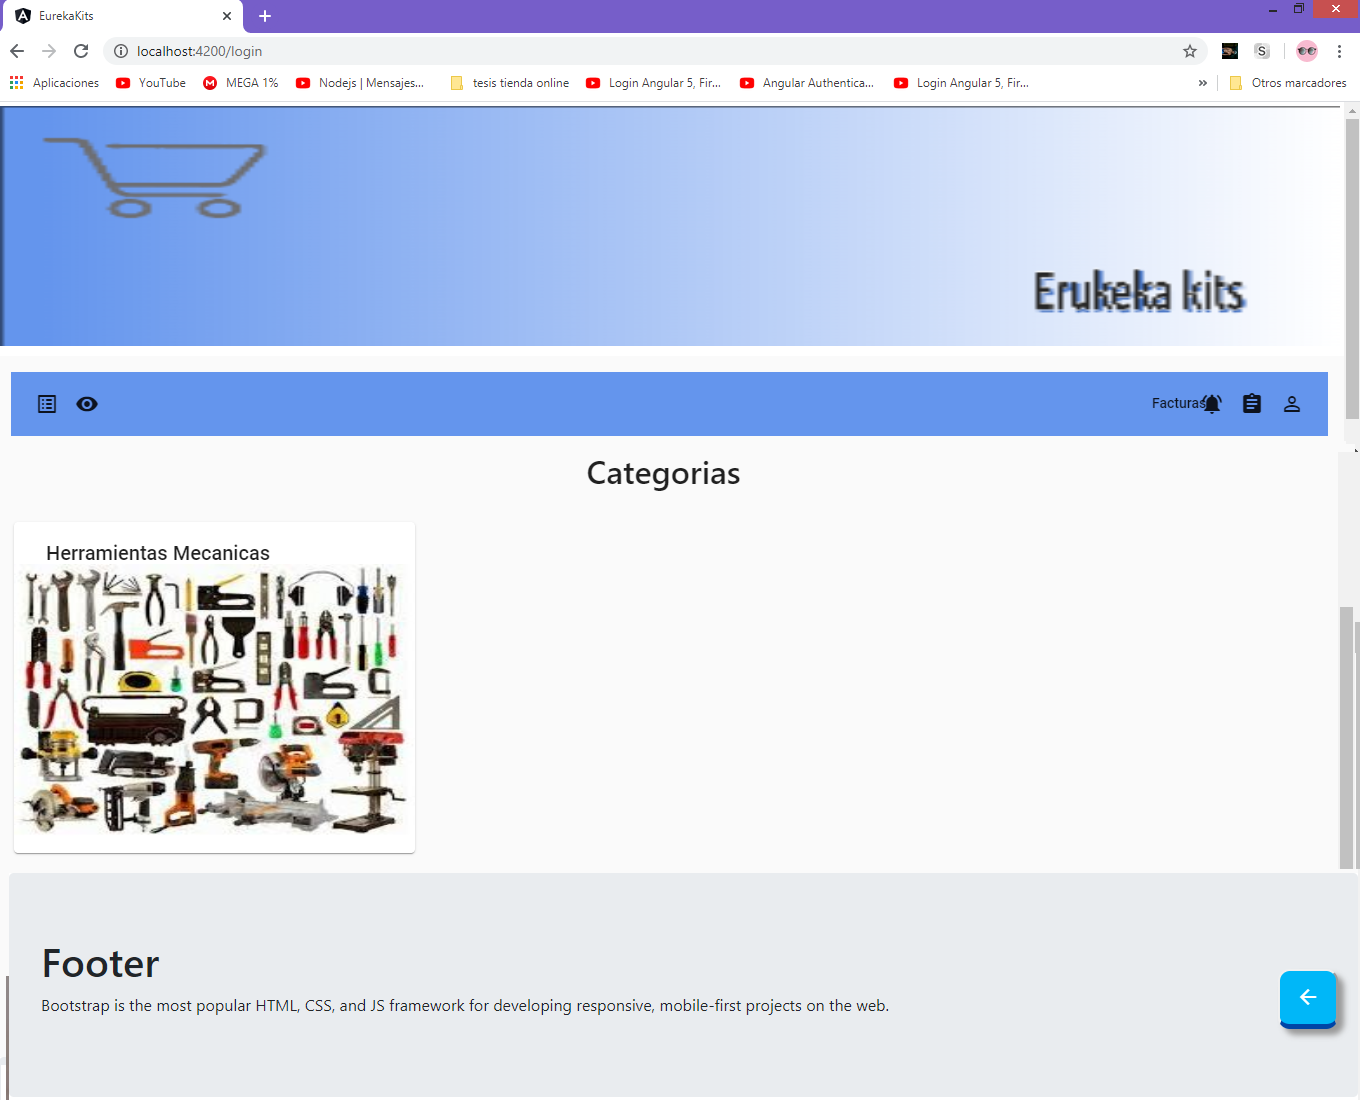 EurekaKits
localhost:4200/login
Aplicaciones YouTube MEGA 1% Nodejs | Mensajes... tesis tienda online Login Angular 5, Fir... Angular Authentica... Login Angular 5, Fir... » Otros marcadores
Erukeka kits
Facturas
Categorias
Herramientas Mecanicas
Footer
Bootstrap is the most popular HTML, CSS, and JS framework for developing responsive, mobile-first projects on the web.